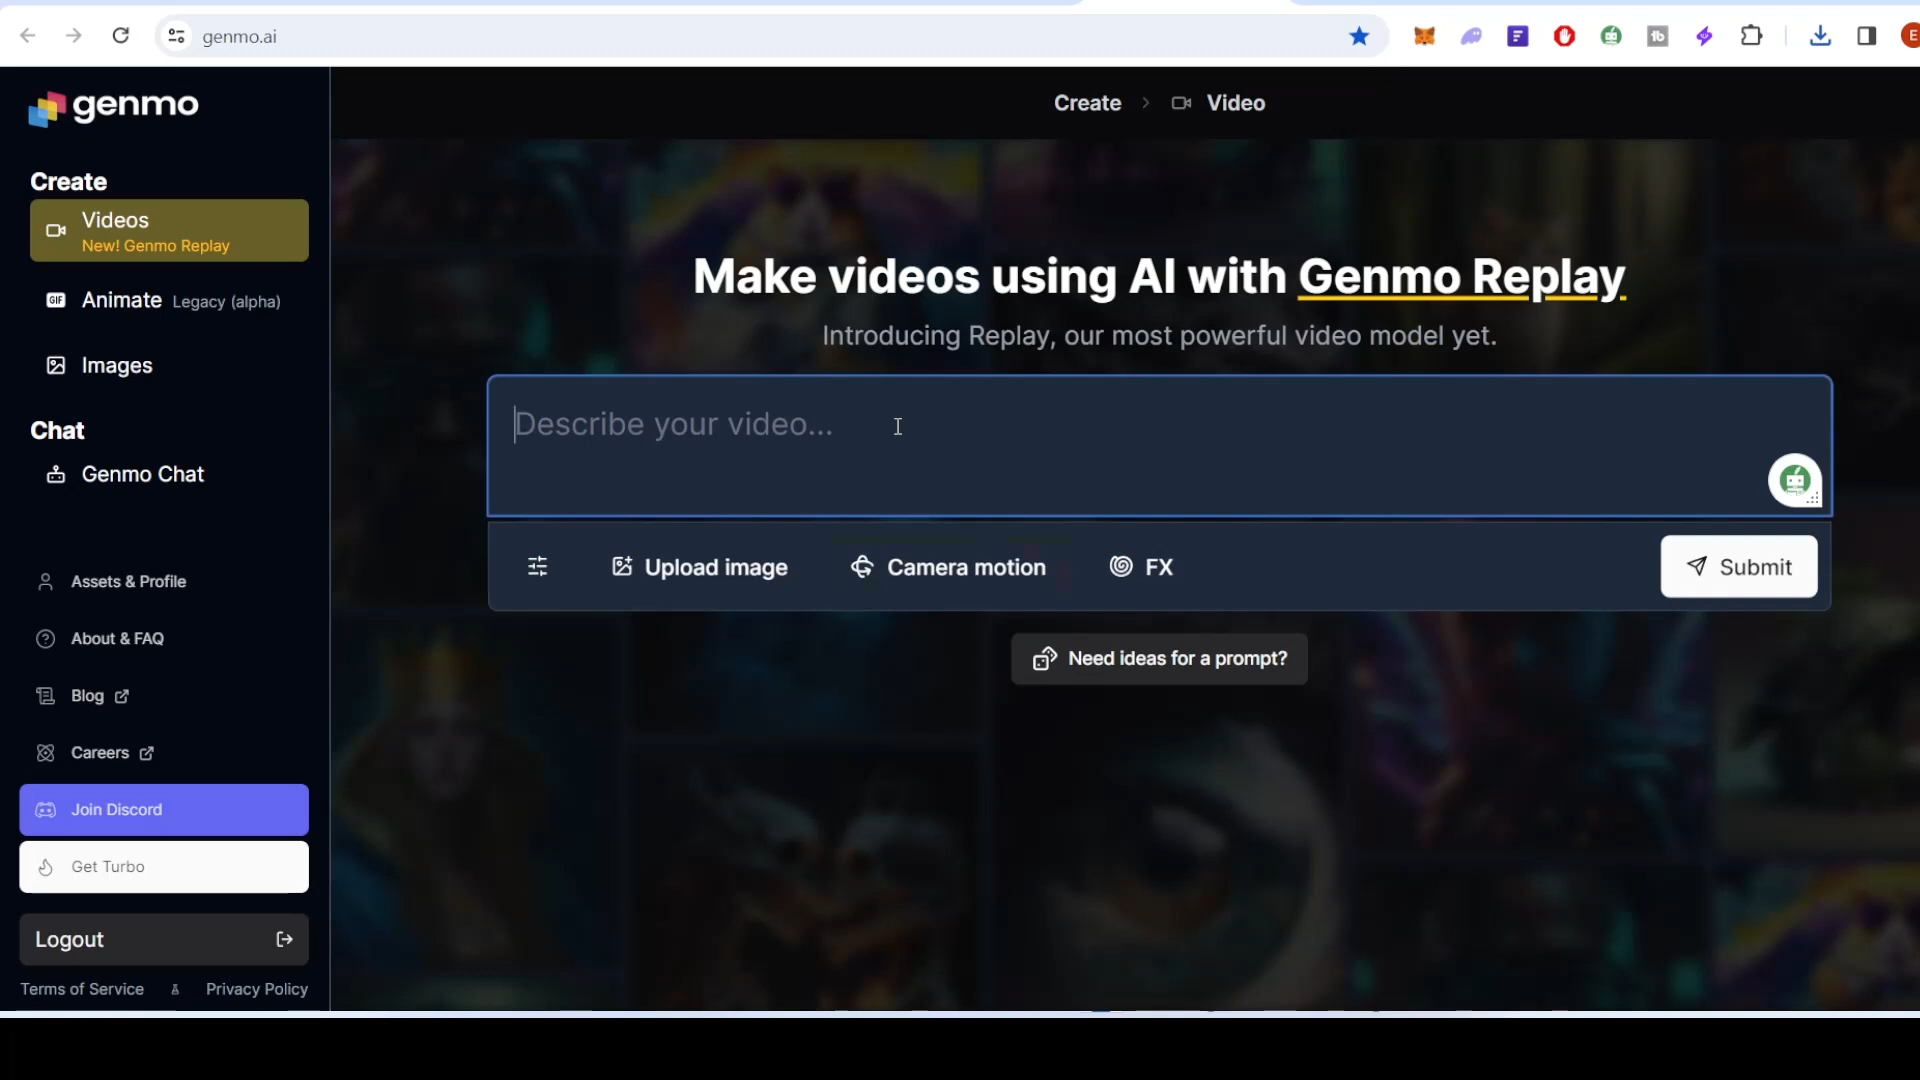 genmo.ai
E
genmo
Create
Videos
New! Genmo Replay
GIF Animate Legacy (alpha)
Images
Chat
Genmo Chat
Assets & Profile
About & FAQ
Blog
Careers
Join Discord
Get Turbo
Logout
Terms of Service
Privacy Policy
Create > Video
Make videos using AI with Genmo Replay
Introducing Replay, our most powerful video model yet.
Describe your video...
Upload image
Camera motion
FX
Submit
Need ideas for a prompt?